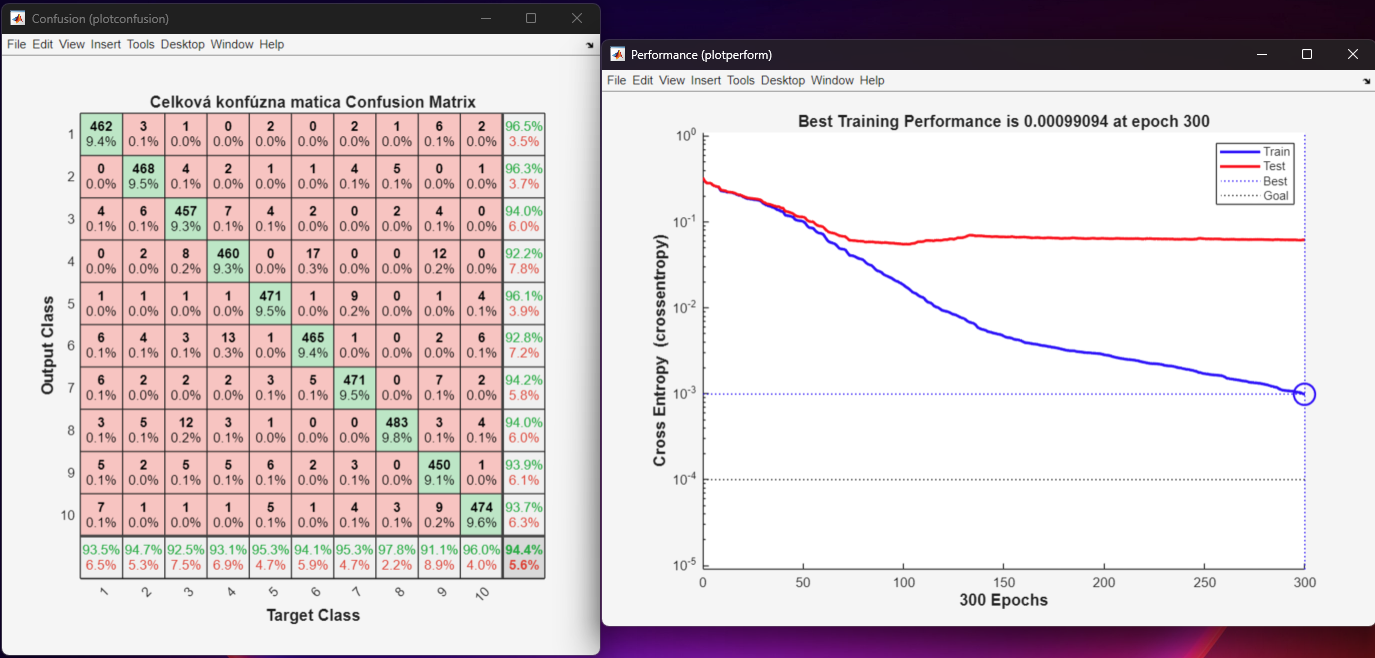 Confusion (plotconfusion)
File Edit View Insert Tools Desktop Window Help
Celková konfúzna matica Confusion Matrix
Output Class
1 462 3 1 0 2 0 2 1 6 2 96.5%
9.4% 0.1% 0.0% 0.0% 0.0% 0.0% 0.0% 0.0% 0.1% 0.0% 3.5%
2 0 468 4 2 1 1 4 5 0 1 96.3%
0.0% 9.5% 0.1% 0.0% 0.0% 0.0% 0.1% 0.1% 0.0% 0.0% 3.7%
3 4 6 457 7 4 2 0 2 4 0 94.0%
0.1% 0.1% 9.3% 0.1% 0.1% 0.0% 0.0% 0.0% 0.1% 0.0% 6.0%
4 0 2 8 460 0 17 0 0 12 0 92.2%
0.0% 0.0% 0.2% 9.3% 0.0% 0.3% 0.0% 0.0% 0.2% 0.0% 7.8%
5 1 1 1 1 471 1 9 0 1 4 96.1%
0.0% 0.0% 0.0% 0.0% 9.5% 0.0% 0.2% 0.0% 0.0% 0.1% 3.9%
6 6 4 3 13 1 465 1 0 2 6 92.8%
0.1% 0.1% 0.1% 0.3% 0.0% 9.4% 0.0% 0.0% 0.0% 0.1% 7.2%
7 6 2 2 2 3 5 471 0 7 2 94.2%
0.1% 0.0% 0.0% 0.0% 0.1% 0.1% 9.5% 0.0% 0.1% 0.0% 5.8%
8 3 5 12 3 1 0 0 483 3 4 94.0%
0.1% 0.1% 0.2% 0.1% 0.0% 0.0% 0.0% 9.8% 0.1% 0.1% 6.0%
9 5 2 5 5 6 2 3 0 450 1 93.9%
0.1% 0.0% 0.1% 0.1% 0.1% 0.0% 0.1% 0.0% 9.1% 0.0% 6.1%
10 7 1 1 1 5 1 4 3 9 474 93.7%
0.1% 0.0% 0.0% 0.0% 0.1% 0.0% 0.1% 0.1% 0.2% 9.6% 6.3%
93.5% 94.7% 92.5% 93.1% 95.3% 94.1% 95.3% 97.8% 91.1% 96.0% 94.4%
6.5% 5.3% 7.5% 6.9% 4.7% 5.9% 4.7% 2.2% 8.9% 4.0% 5.6%
1 2 3 4 5 6 7 8 9 10
Target Class
Performance (plotperform)
File Edit View Insert Tools Desktop Window Help
Best Training Performance is 0.00099094 at epoch 300
Cross Entropy (crossentropy)
10⁰
10⁻¹
10⁻²
10⁻³
10⁻⁴
10⁻⁵
Train
Test
Best
Goal
0 50 100 150 200 250 300
300 Epochs